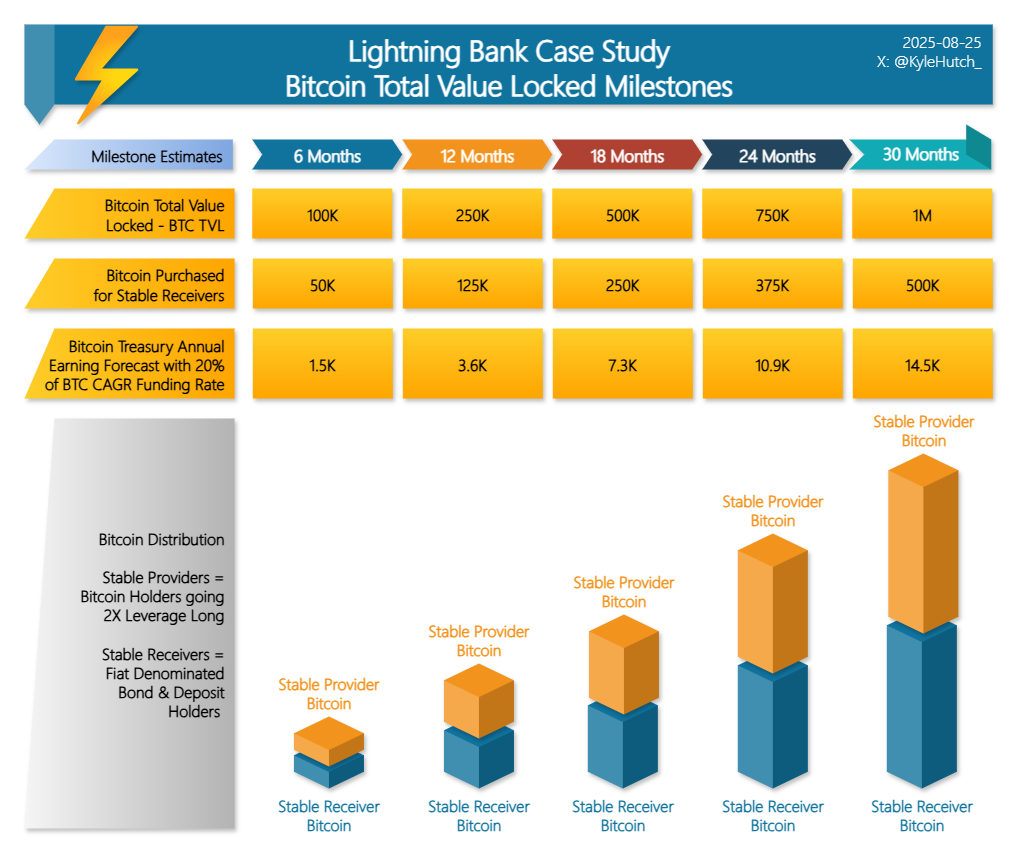 Lightning Bank Case Study
Bitcoin Total Value Locked Milestones
2025-08-25
X: @KyleHutch_
Milestone Estimates
6 Months
12 Months
18 Months
24 Months
30 Months
Bitcoin Total Value
Locked - BTC TVL
100K
250K
500K
750K
1M
Bitcoin Purchased
for Stable Receivers
50K
125K
250K
375K
500K
Bitcoin Treasury Annual
Earning Forecast with 20%
of BTC CAGR Funding Rate
1.5K
3.6K
7.3K
10.9K
14.5K
Bitcoin Distribution
Stable Providers =
Bitcoin Holders going
2X Leverage Long
Stable Receivers =
Fiat Denominated
Bond & Deposit
Holders
Stable Provider
Bitcoin
Stable Receiver
Bitcoin
Stable Provider
Bitcoin
Stable Receiver
Bitcoin
Stable Provider
Bitcoin
Stable Receiver
Bitcoin
Stable Provider
Bitcoin
Stable Receiver
Bitcoin
Stable Provider
Bitcoin
Stable Receiver
Bitcoin